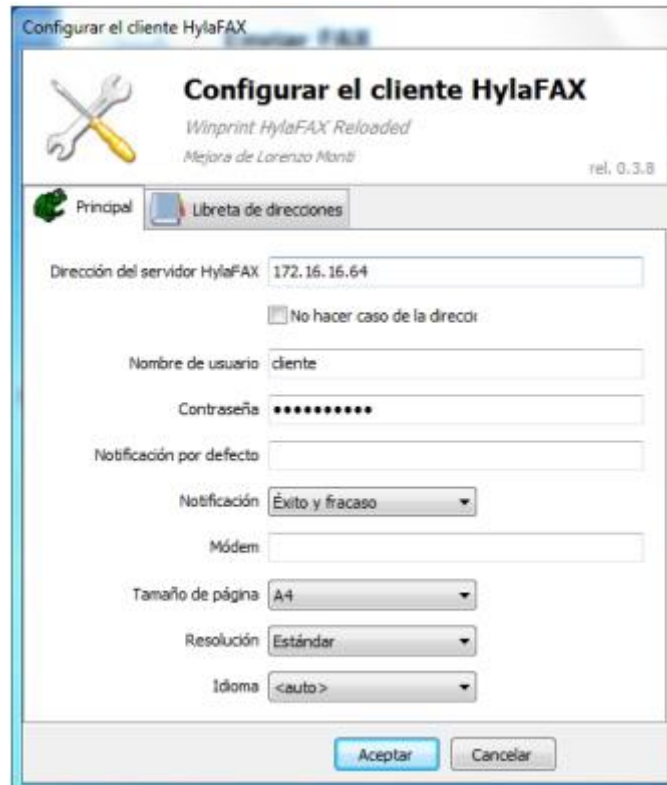 Configurar el cliente HylaFAX
Enviar FAX
Configurar el cliente HylaFAX
Winprint HylaFAX Reloaded
Mejora de Lorenzo Monti
rel. 0.3.8
Principal
Libreta de direcciones
Dirección del servidor HylaFAX 172.16.16.64
No hacer caso de la direcci
Nombre de usuario cliente
Contraseña ●●●●●●●●●●
Notificación por defecto
Notificación Éxito y fracaso
Módem
Tamaño de página A4
Resolución Estándar
Idioma <auto>
Aceptar Cancelar